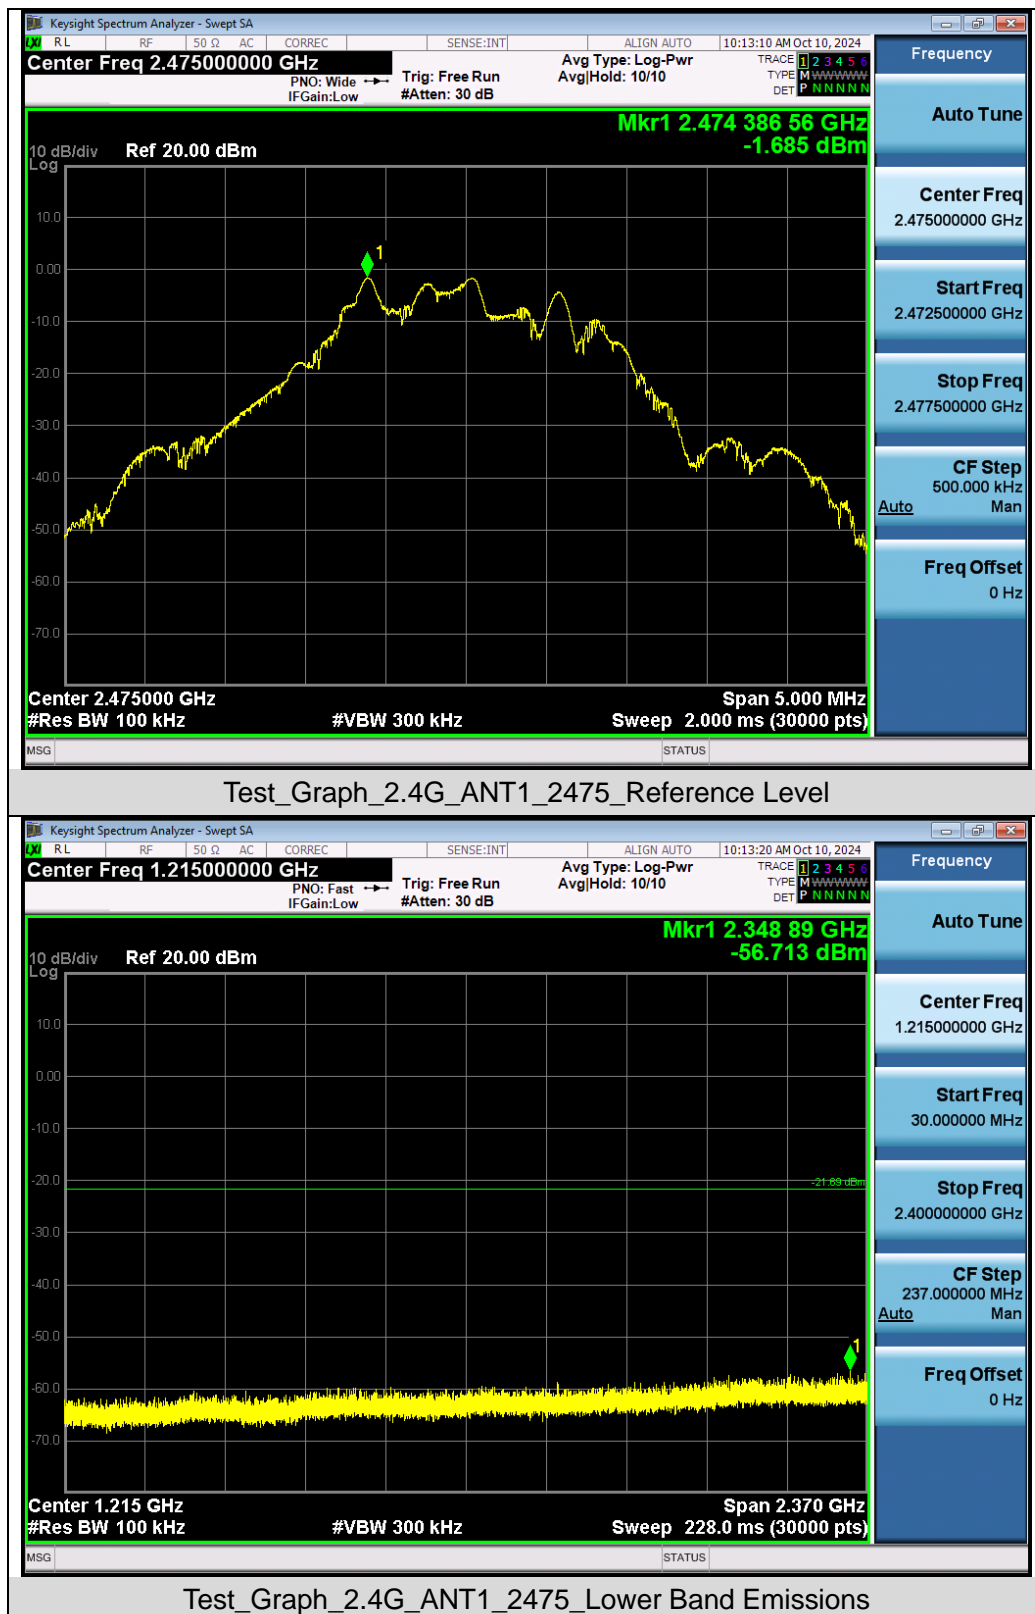 Keysight Spectrum Analyzer - Swept SA
LXI RL RF 50 Ω AC CORREC SENSE:INT ALIGN AUTO 10:13:10 AM Oct 10, 2024
Center Freq 2.475000000 GHz
PNO: Wide
IFGain:Low
Trig: Free Run
#Atten: 30 dB
Avg Type: Log-Pwr
Avg|Hold: 10/10
TRACE 1 2 3 4 5 6
TYPE M WWWWW
DET P N N N N N
Frequency
Mkr1 2.474 386 56 GHz
-1.685 dBm
10 dB/div Ref 20.00 dBm
Log
10.0
0.00
-10.0
-20.0
-30.0
-40.0
-50.0
-60.0
-70.0
1
Center 2.475000 GHz Span 5.000 MHz
#Res BW 100 kHz #VBW 300 kHz Sweep 2.000 ms (30000 pts)
MSG STATUS
Auto Tune
Center Freq
2.475000000 GHz
Start Freq
2.472500000 GHz
Stop Freq
2.477500000 GHz
CF Step
500.000 kHz
Auto Man
Freq Offset
0 Hz
Test_Graph_2.4G_ANT1_2475_Reference Level
Keysight Spectrum Analyzer - Swept SA
LXI RL RF 50 Ω AC CORREC SENSE:INT ALIGN AUTO 10:13:20 AM Oct 10, 2024
Center Freq 1.215000000 GHz
PNO: Fast
IFGain:Low
Trig: Free Run
#Atten: 30 dB
Avg Type: Log-Pwr
Avg|Hold: 10/10
TRACE 1 2 3 4 5 6
TYPE M WWWWW
DET P N N N N N
Frequency
Mkr1 2.348 89 GHz
-56.713 dBm
10 dB/div Ref 20.00 dBm
Log
10.0
0.00
-10.0
-20.0
-30.0
-40.0
-50.0
-60.0
-70.0
-21.69 dBm
1
Center 1.215 GHz Span 2.370 GHz
#Res BW 100 kHz #VBW 300 kHz Sweep 228.0 ms (30000 pts)
MSG STATUS
Auto Tune
Center Freq
1.215000000 GHz
Start Freq
30.000000 MHz
Stop Freq
2.400000000 GHz
CF Step
237.000000 MHz
Auto Man
Freq Offset
0 Hz
Test_Graph_2.4G_ANT1_2475_Lower Band Emissions